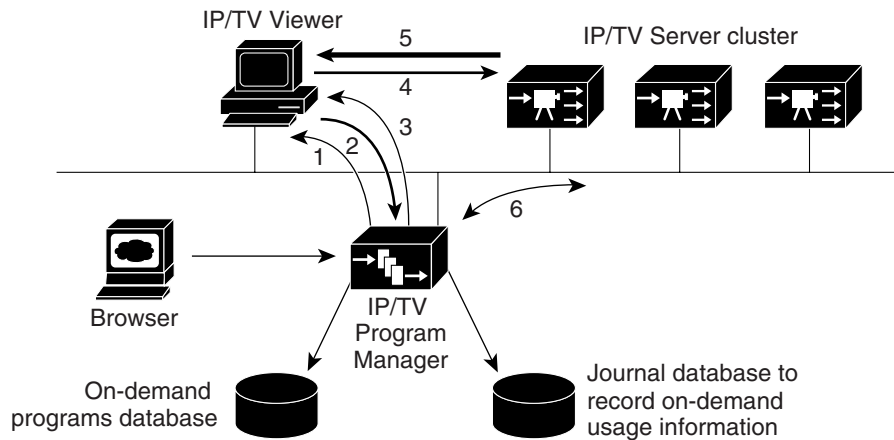 IP/TV Viewer
IP/TV Server cluster
5
4
3
2
1
6
Browser
IP/TV
Program
Manager
On-demand
programs database
Journal database to
record on-demand
usage information